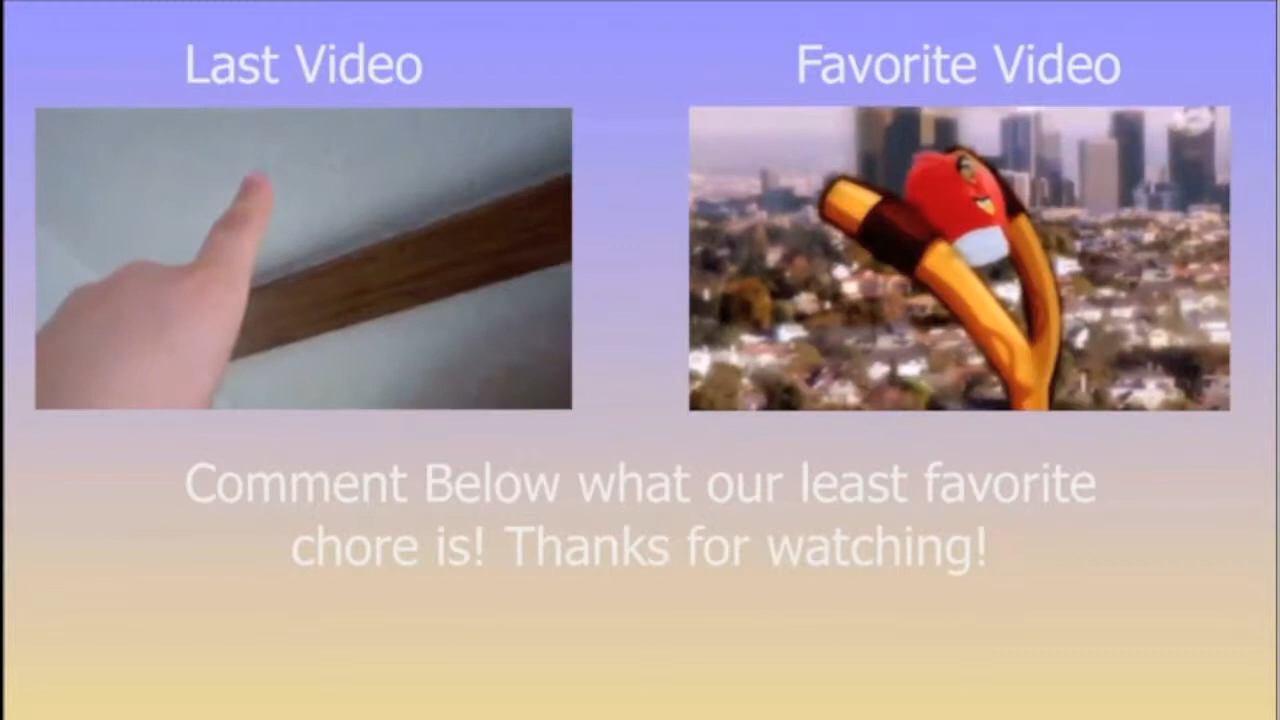 Last Video
Favorite Video
Comment Below what our least favorite
chore is! Thanks for watching!